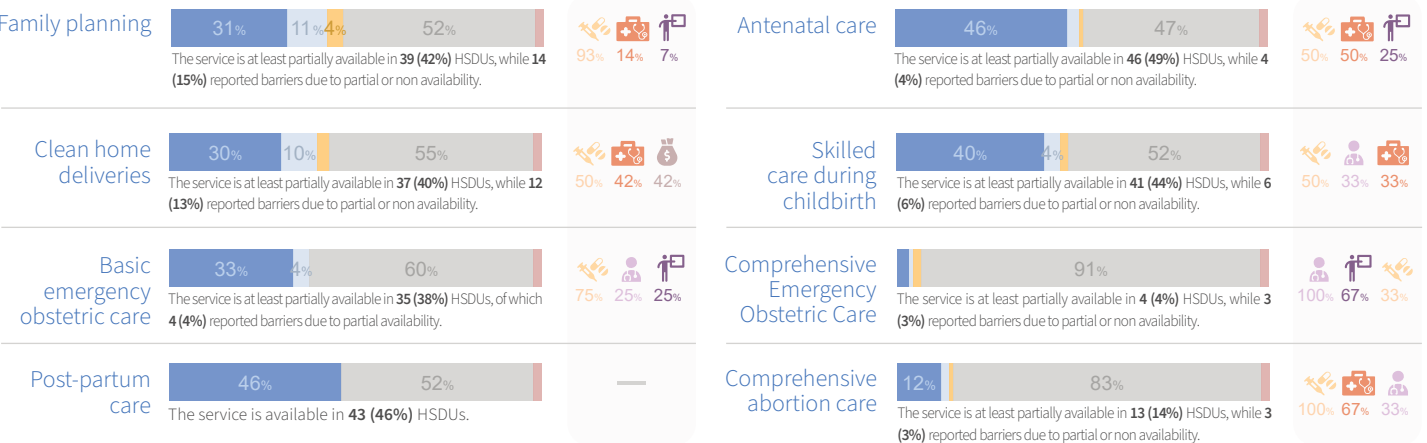 Family planning
31% 11% 4% 52%
The service is at least partially available in 39 (42%) HSDUs, while 14
(15%) reported barriers due to partial or non availability.
93% 14% 7%
Antenatal care
46% 47%
The service is at least partially available in 46 (49%) HSDUs, while 4
(4%) reported barriers due to partial or non availability.
50% 50% 25%
Clean home
deliveries
30% 10% 55%
The service is at least partially available in 37 (40%) HSDUs, while 12
(13%) reported barriers due to partial or non availability.
50% 42% 42%
Skilled
care during
childbirth
40% 4% 52%
The service is at least partially available in 41 (44%) HSDUs, while 6
(6%) reported barriers due to partial or non availability.
50% 33% 33%
Basic
emergency
obstetric care
33% 4% 60%
The service is at least partially available in 35 (38%) HSDUs, of which
4 (4%) reported barriers due to partial availability.
75% 25% 25%
Comprehensive
Emergency
Obstetric Care
91%
The service is at least partially available in 4 (4%) HSDUs, while 3
(3%) reported barriers due to partial or non availability.
100% 67% 33%
Post-partum
care
46% 52%
The service is available in 43 (46%) HSDUs.
Comprehensive
abortion care
12% 83%
The service is at least partially available in 13 (14%) HSDUs, while 3
(3%) reported barriers due to partial or non availability.
100% 67% 33%